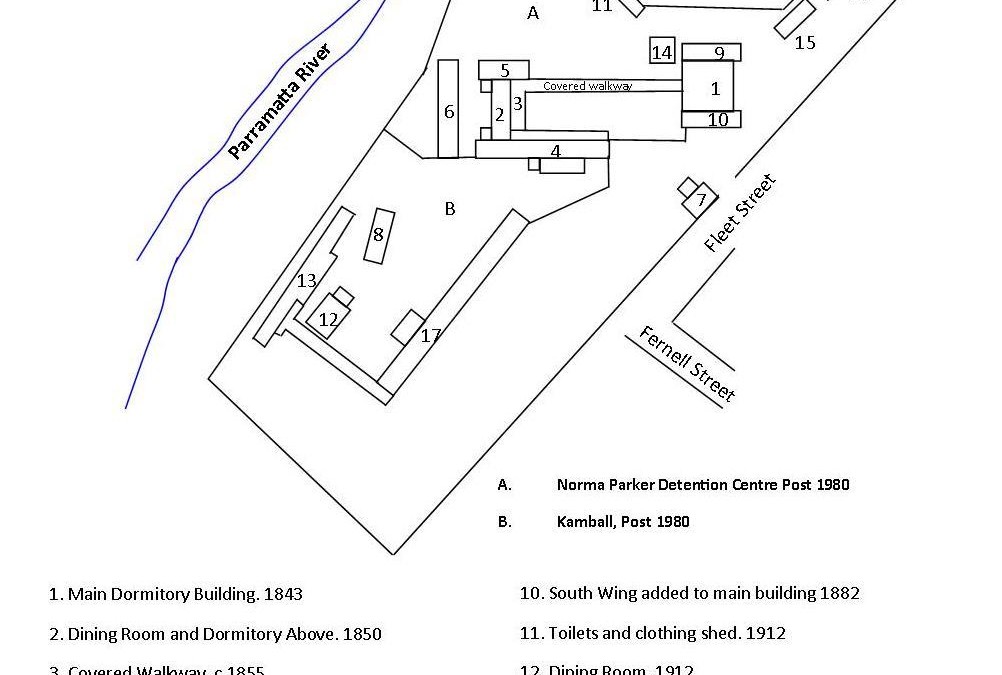 A
11
15
14
9
5
Covered walkway
1
6
2
3
10
4
Parramatta River
7
B
Fleet Street
8
13
12
17
Fernell Street
A. Norma Parker Detention Centre Post 1980
B. Kamball, Post 1980
1. Main Dormitory Building. 1843
2. Dining Room and Dormitory Above. 1850
3. Covered Walkway. c 1855
10. South Wing added to main building 1882
11. Toilets and clothing shed. 1912
12. Dining Room. 1912